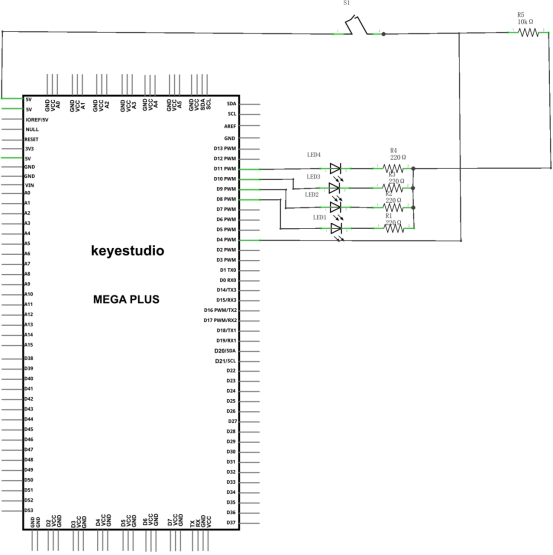 S1
R5
10k Ω
GND VCC A0 GND VCC A1 GND VCC A2 GND VCC A3 GND VCC A4 GND VCC A5 GND VCC SDA SCL
5V
5V
IOREF/5V
NULL
RESET
3V3
5V
GND
GND
VIN
A0
A1
A2
A3
A4
A5
A6
A7
A8
A9
A10
A11
A12
A13
A14
A15
D38
D39
D40
D41
D42
D43
D44
D45
D46
D47
D48
D49
D50
D51
D52
D53
keyestudio
MEGA PLUS
SDA
SCL
AREF
GND
D13 PWM
D12 PWM
D11 PWM
D10 PWM
D9 PWM
D8 PWM
D7 PWM
D6 PWM
D5 PWM
D4 PWM
D2 PWM
D3 PWM
D1 TX0
D0 RX0
D14/TX3
D15/RX3
D16 PWM/TX2
D17 PWM/RX2
D18/TX1
D19/RX1
D20/SDA
D21/SCL
D22
D23
D24
D25
D26
D27
D28
D29
D30
D31
D32
D33
D34
D35
D36
D37
LED4
R4
220 Ω
LED3
R3
220 Ω
LED2
R2
220 Ω
LED1
R1
220 Ω
GND GND D2 VCC GND D3 VCC GND D4 VCC GND D5 VCC GND D6 VCC GND D7 VCC GND TX RX GND VCC